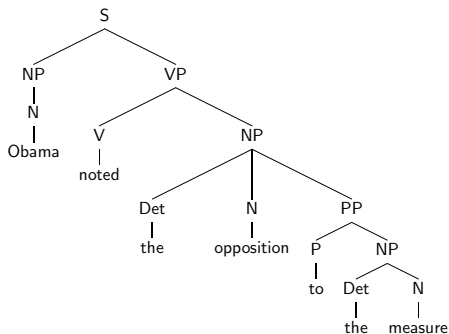 S
NP VP
N
V NP
Obama
noted
Det N PP
the opposition P NP
to Det N
the measure